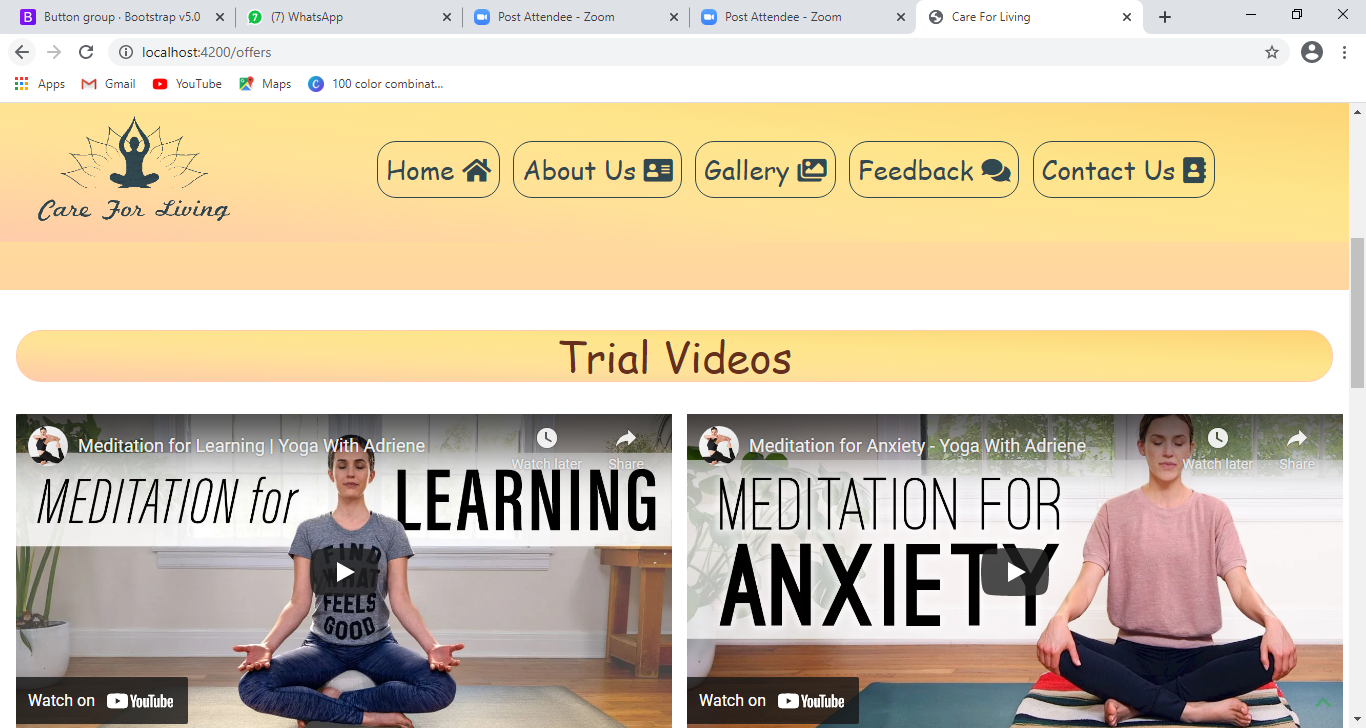 Button group · Bootstrap v5.0
(7) WhatsApp
Post Attendee - Zoom
Post Attendee - Zoom
Care For Living
localhost:4200/offers
Apps
Gmail
YouTube
Maps
100 color combinat...
Care For Living
Home
About Us
Gallery
Feedback
Contact Us
Trial Videos
Meditation for Learning | Yoga With Adriene
Watch later
Share
MEDITATION for LEARNING
FIND
WHAT
FEELS
GOOD
Watch on YouTube
Meditation for Anxiety - Yoga With Adriene
Watch later
Share
MEDITATION FOR
ANXIETY
Watch on YouTube